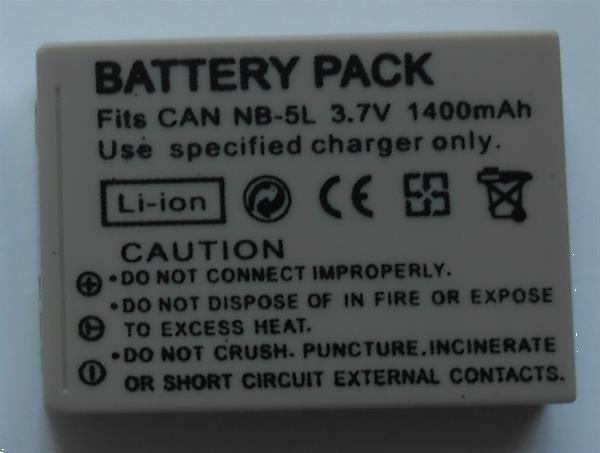 BATTERY PACK
Fits CAN NB-5L 3.7V 1400mAh
Use specified charger only.
Li-ion
CE
CAUTION
•DO NOT CONNECT IMPROPERLY.
•DO NOT DISPOSE OF IN FIRE OR EXPOSE
TO EXCESS HEAT.
•DO NOT CRUSH. PUNCTURE.INCINERATE
OR SHORT CIRCUIT EXTERNAL CONTACTS.